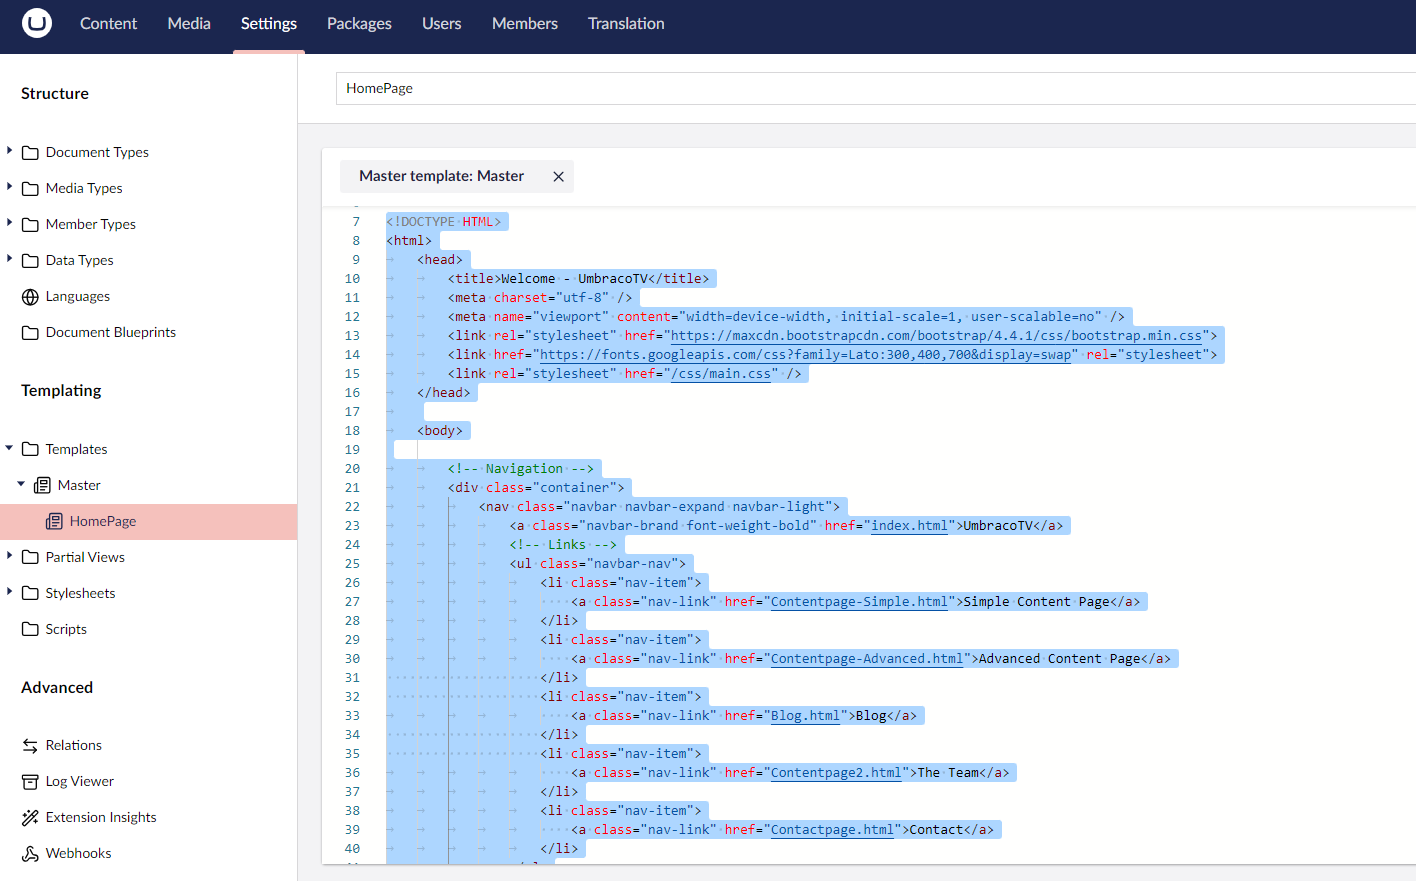 Content Media Settings Packages Users Members Translation
Structure
Document Types
Media Types
Member Types
Data Types
Languages
Document Blueprints
Templating
Templates
Master
HomePage
Partial Views
Stylesheets
Scripts
Advanced
Relations
Log Viewer
Extension Insights
Webhooks
HomePage
Master template: Master
7 <!DOCTYPE HTML>
8 <html>
9 <head>
10 <title>Welcome - UmbracoTV</title>
11 <meta charset="utf-8" />
12 <meta name="viewport" content="width=device-width, initial-scale=1, user-scalable=no" />
13 <link rel="stylesheet" href="https://maxcdn.bootstrapcdn.com/bootstrap/4.4.1/css/bootstrap.min.css">
14 <link href="https://fonts.googleapis.com/css?family=Lato:300,400,700&display=swap" rel="stylesheet">
15 <link rel="stylesheet" href="/css/main.css" />
16 </head>
17
18 <body>
19
20 <!-- Navigation -->
21 <div class="container">
22 <nav class="navbar navbar-expand navbar-light">
23 <a class="navbar-brand font-weight-bold" href="index.html">UmbracoTV</a>
24 <!-- Links -->
25 <ul class="navbar-nav">
26 <li class="nav-item">
27 <a class="nav-link" href="Contentpage-Simple.html">Simple Content Page</a>
28 </li>
29 <li class="nav-item">
30 <a class="nav-link" href="Contentpage-Advanced.html">Advanced Content Page</a>
31 </li>
32 <li class="nav-item">
33 <a class="nav-link" href="Blog.html">Blog</a>
34 </li>
35 <li class="nav-item">
36 <a class="nav-link" href="Contentpage2.html">The Team</a>
37 </li>
38 <li class="nav-item">
39 <a class="nav-link" href="Contactpage.html">Contact</a>
40 </li>